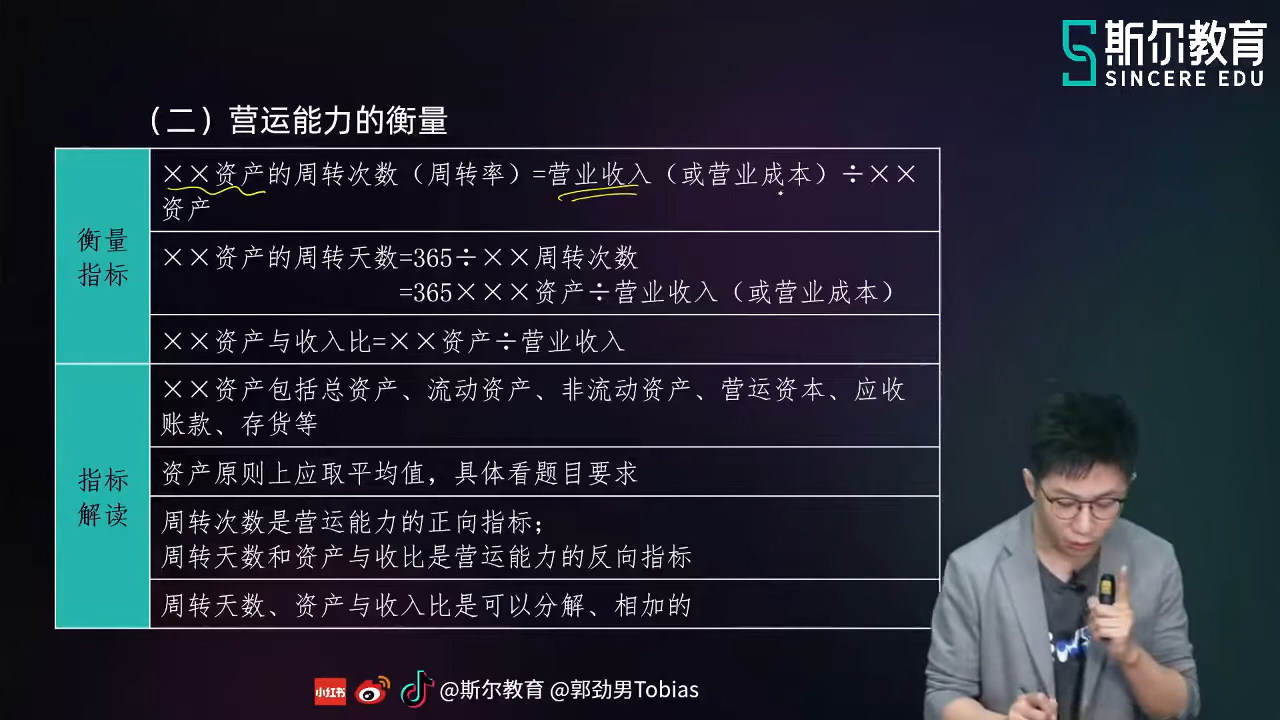 斯尔教育
SINCERE EDU
（二）营运能力的衡量
衡量
指标
××资产的周转次数（周转率）=营业收入（或营业成本）÷××
资产
××资产的周转天数=365÷××周转次数
=365×××资产÷营业收入（或营业成本）
××资产与收入比=××资产÷营业收入
指标
解读
××资产包括总资产、流动资产、非流动资产、营运资本、应收
账款、存货等
资产原则上应取平均值，具体看题目要求
周转次数是营运能力的正向指标；
周转天数和资产与收比是营运能力的反向指标
周转天数、资产与收入比是可以分解、相加的
小红书
@斯尔教育 @郭劲男Tobias